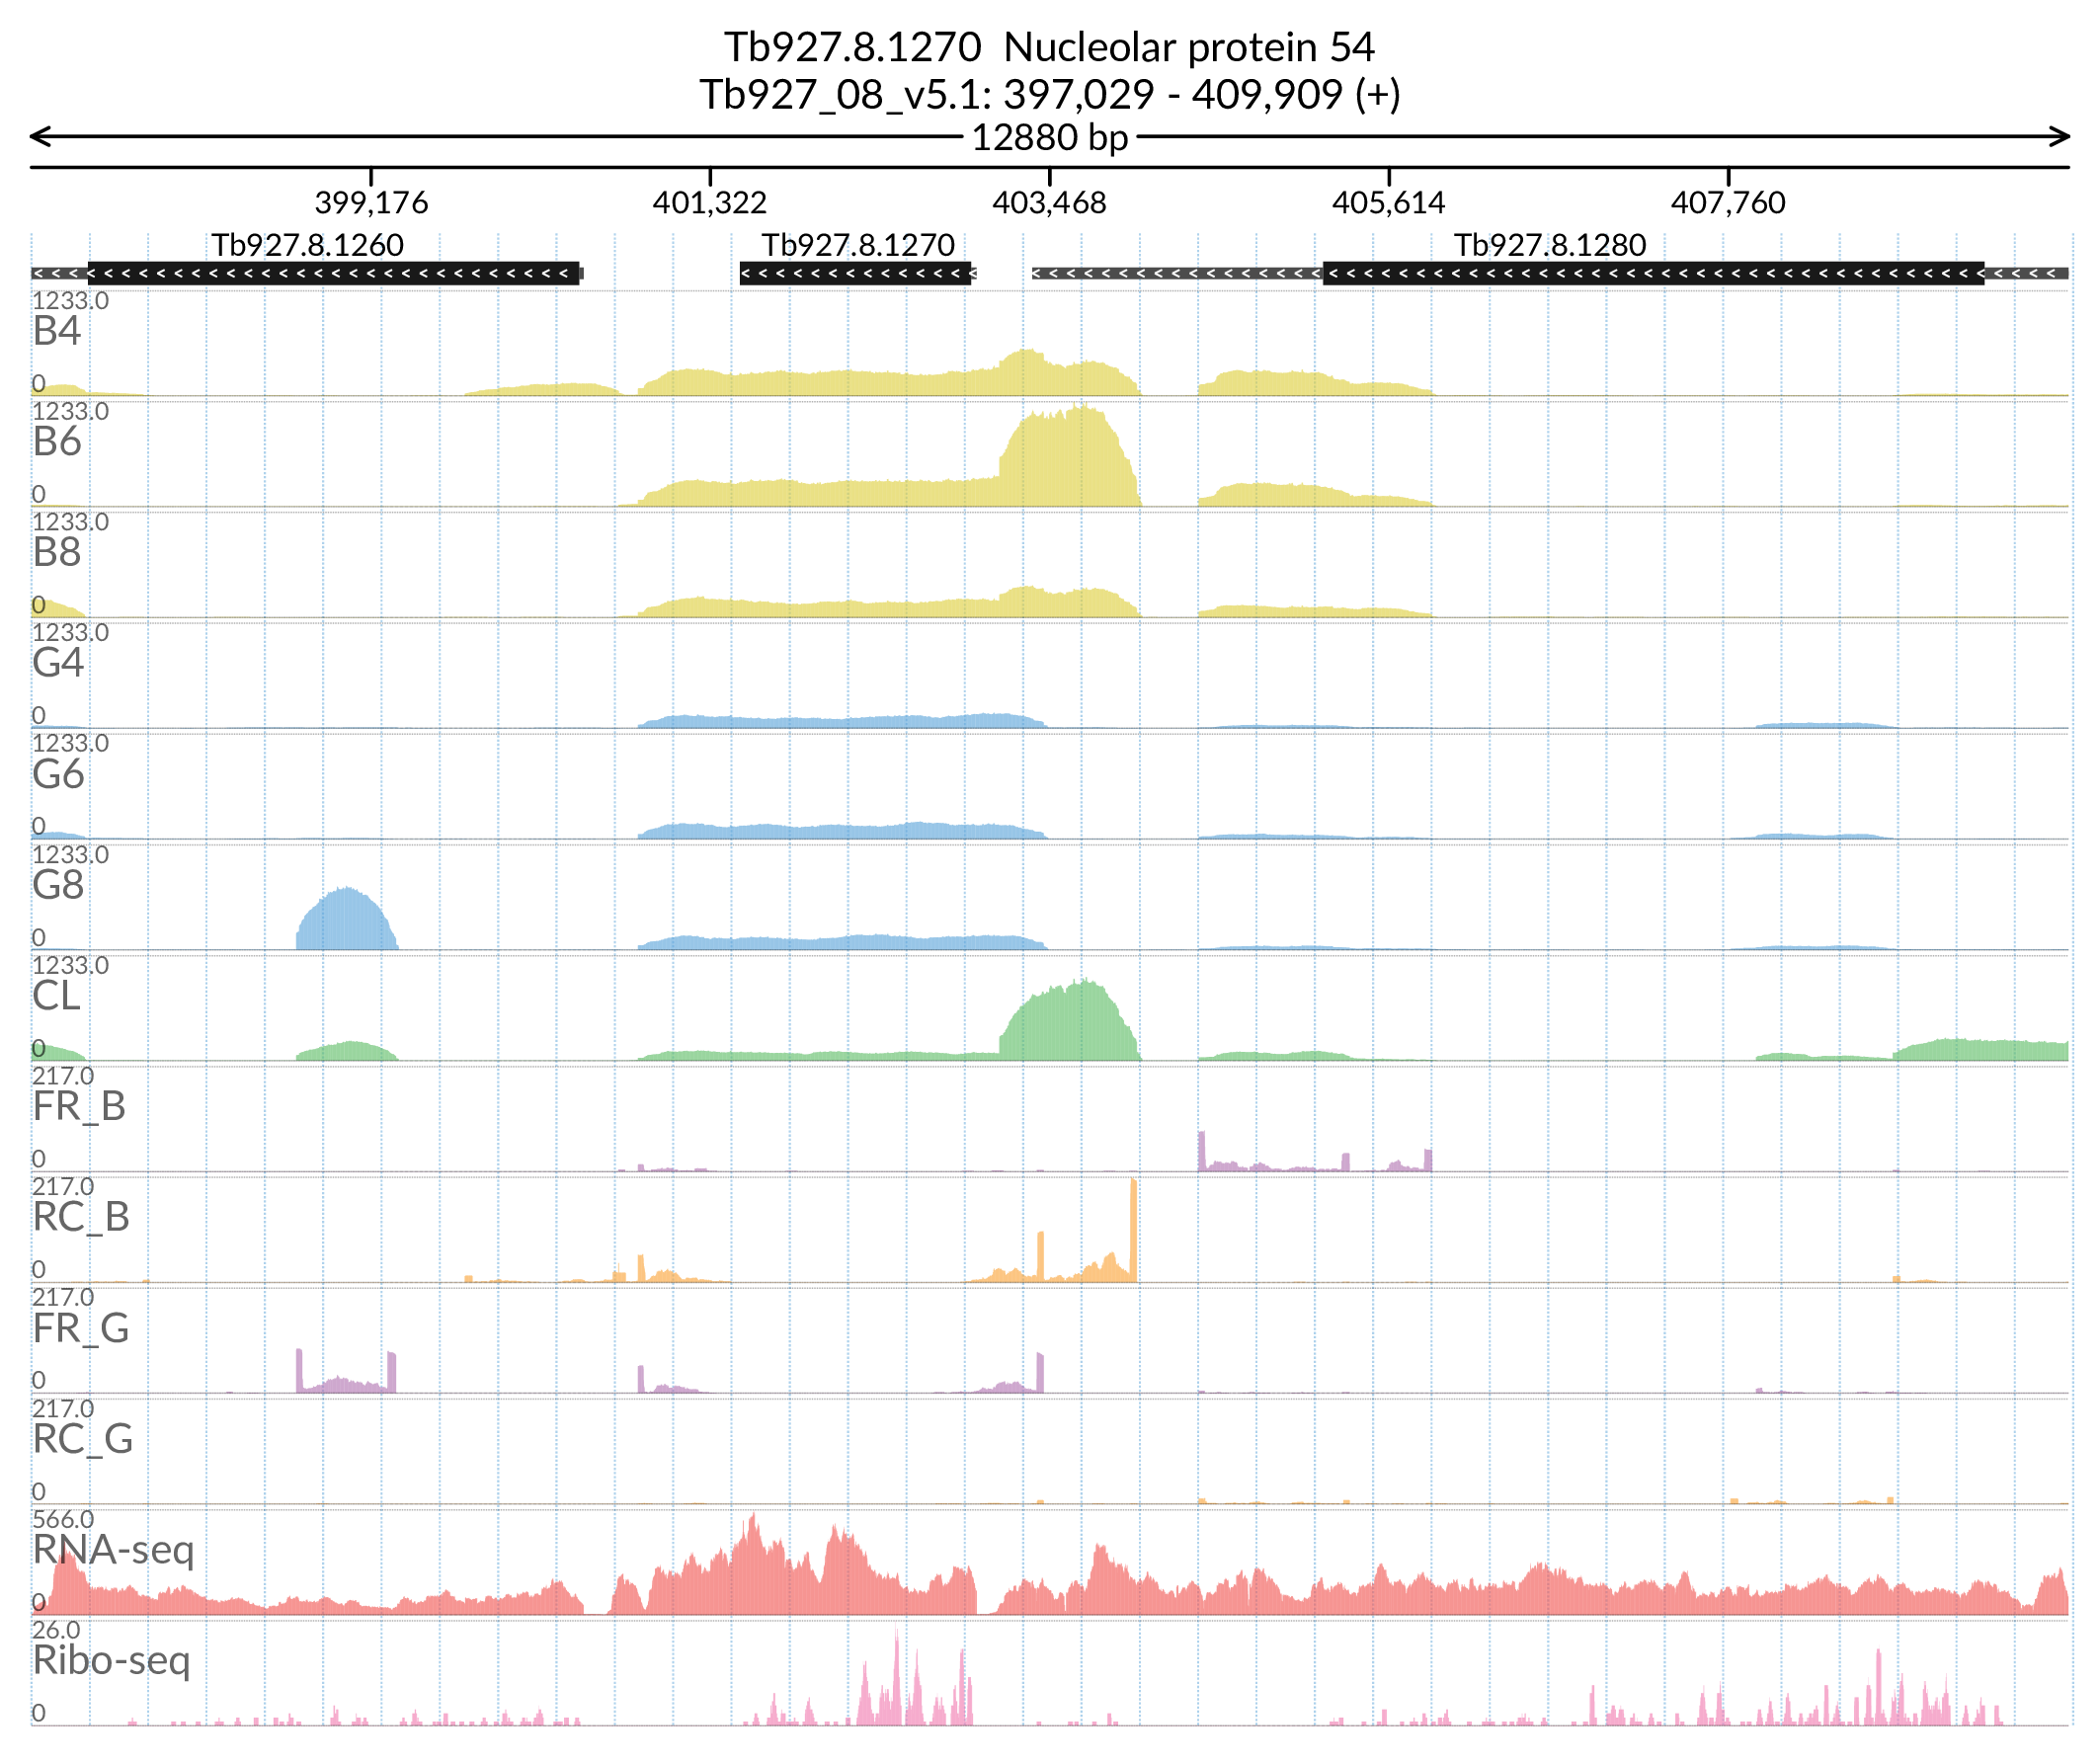 Tb927.8.1270 Nucleolar protein 54
Tb927_08_v5.1: 397,029 - 409,909 (+)
12880 bp
399,176 401,322 403,468 405,614 407,760
Tb927.8.1260 Tb927.8.1270 Tb927.8.1280
1233.0
B4
0
1233.0
B6
0
1233.0
B8
0
1233.0
G4
0
1233.0
G6
0
1233.0
G8
0
1233.0
CL
0
217.0
FR_B
0
217.0
RC_B
0
217.0
FR_G
0
217.0
RC_G
0
566.0
RNA-seq
0
26.0
Ribo-seq
0